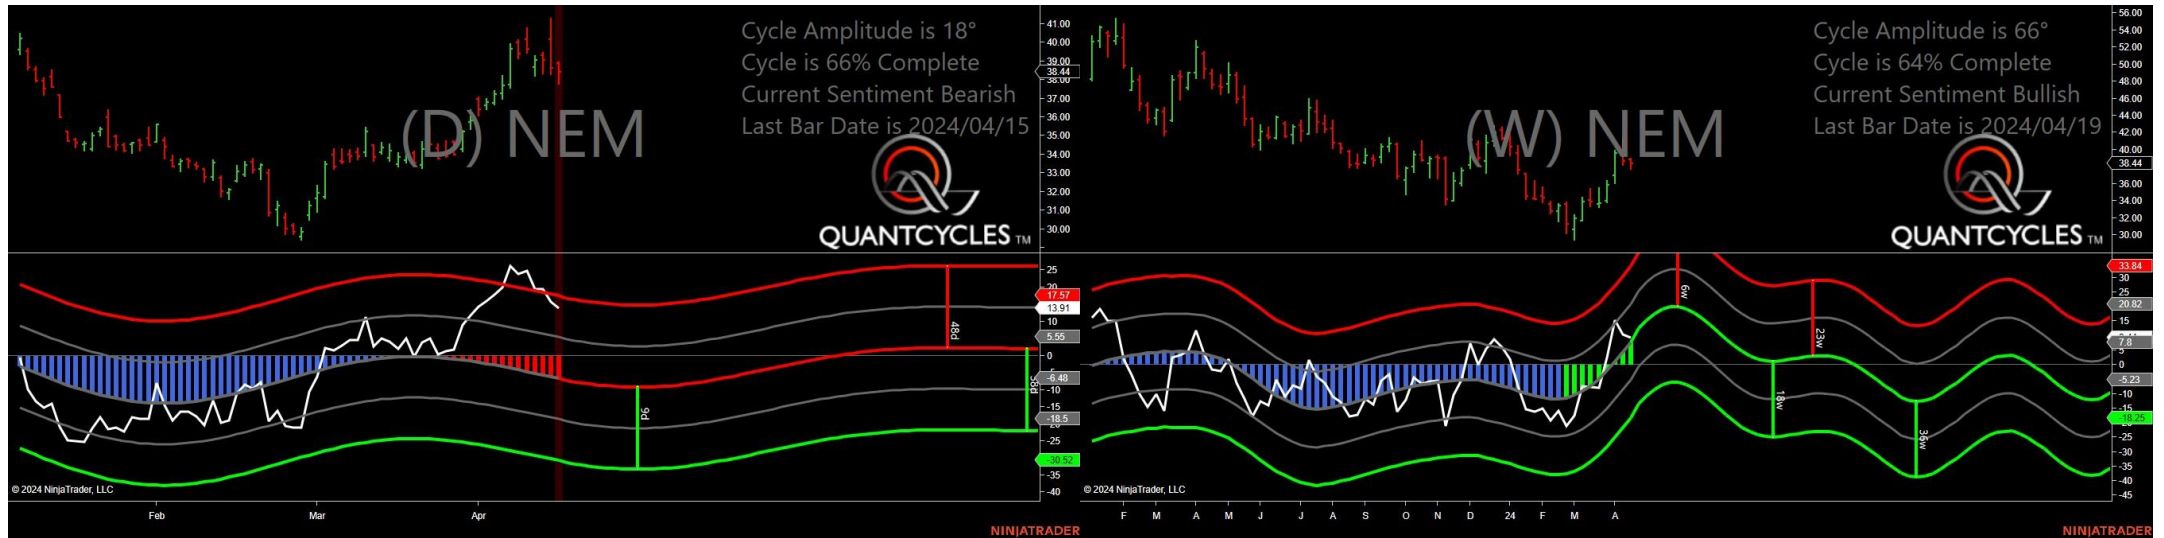 Cycle Amplitude is 18°
Cycle is 66% Complete
Current Sentiment Bearish
Last Bar Date is 2024/04/15
(D) NEM
QUANTCYCLES TM
41.00
40.00
39.00
38.44
38.00
37.00
36.00
35.00
34.00
33.00
32.00
31.00
30.00
25
20
17.57
13.91
10
5.55
0
-6.48
-10
-15
-18.5
-25
-30.52
-35
-40
48d
9d
58d
© 2024 NinjaTrader, LLC
Feb Mar Apr
NINJATRADER
Cycle Amplitude is 66°
Cycle is 64% Complete
Current Sentiment Bullish
Last Bar Date is 2024/04/19
(W) NEM
QUANTCYCLES TM
56.00
54.00
52.00
50.00
48.00
46.00
44.00
42.00
40.00
38.44
36.00
34.00
32.00
30.00
33.84
30
25
20.82
15
7.8
5
0
-5.23
-10
-18.25
-25
-30
-35
-40
-45
6w
23w
18w
36w
© 2024 NinjaTrader, LLC
F M A M J J A S O N D 24 F M A
NINJATRADER